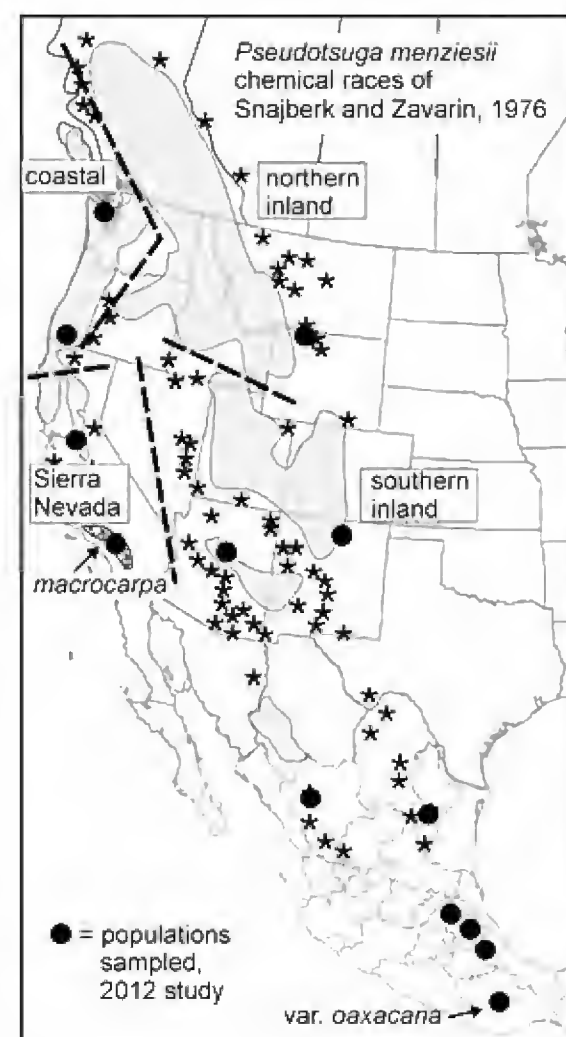 Pseudotsuga menziesii
chemical races of
Snajberk and Zavarin, 1976
coastal
northern
inland
Sierra
Nevada
southern
inland
macrocarpa
= populations
sampled,
2012 study
var. oaxacana